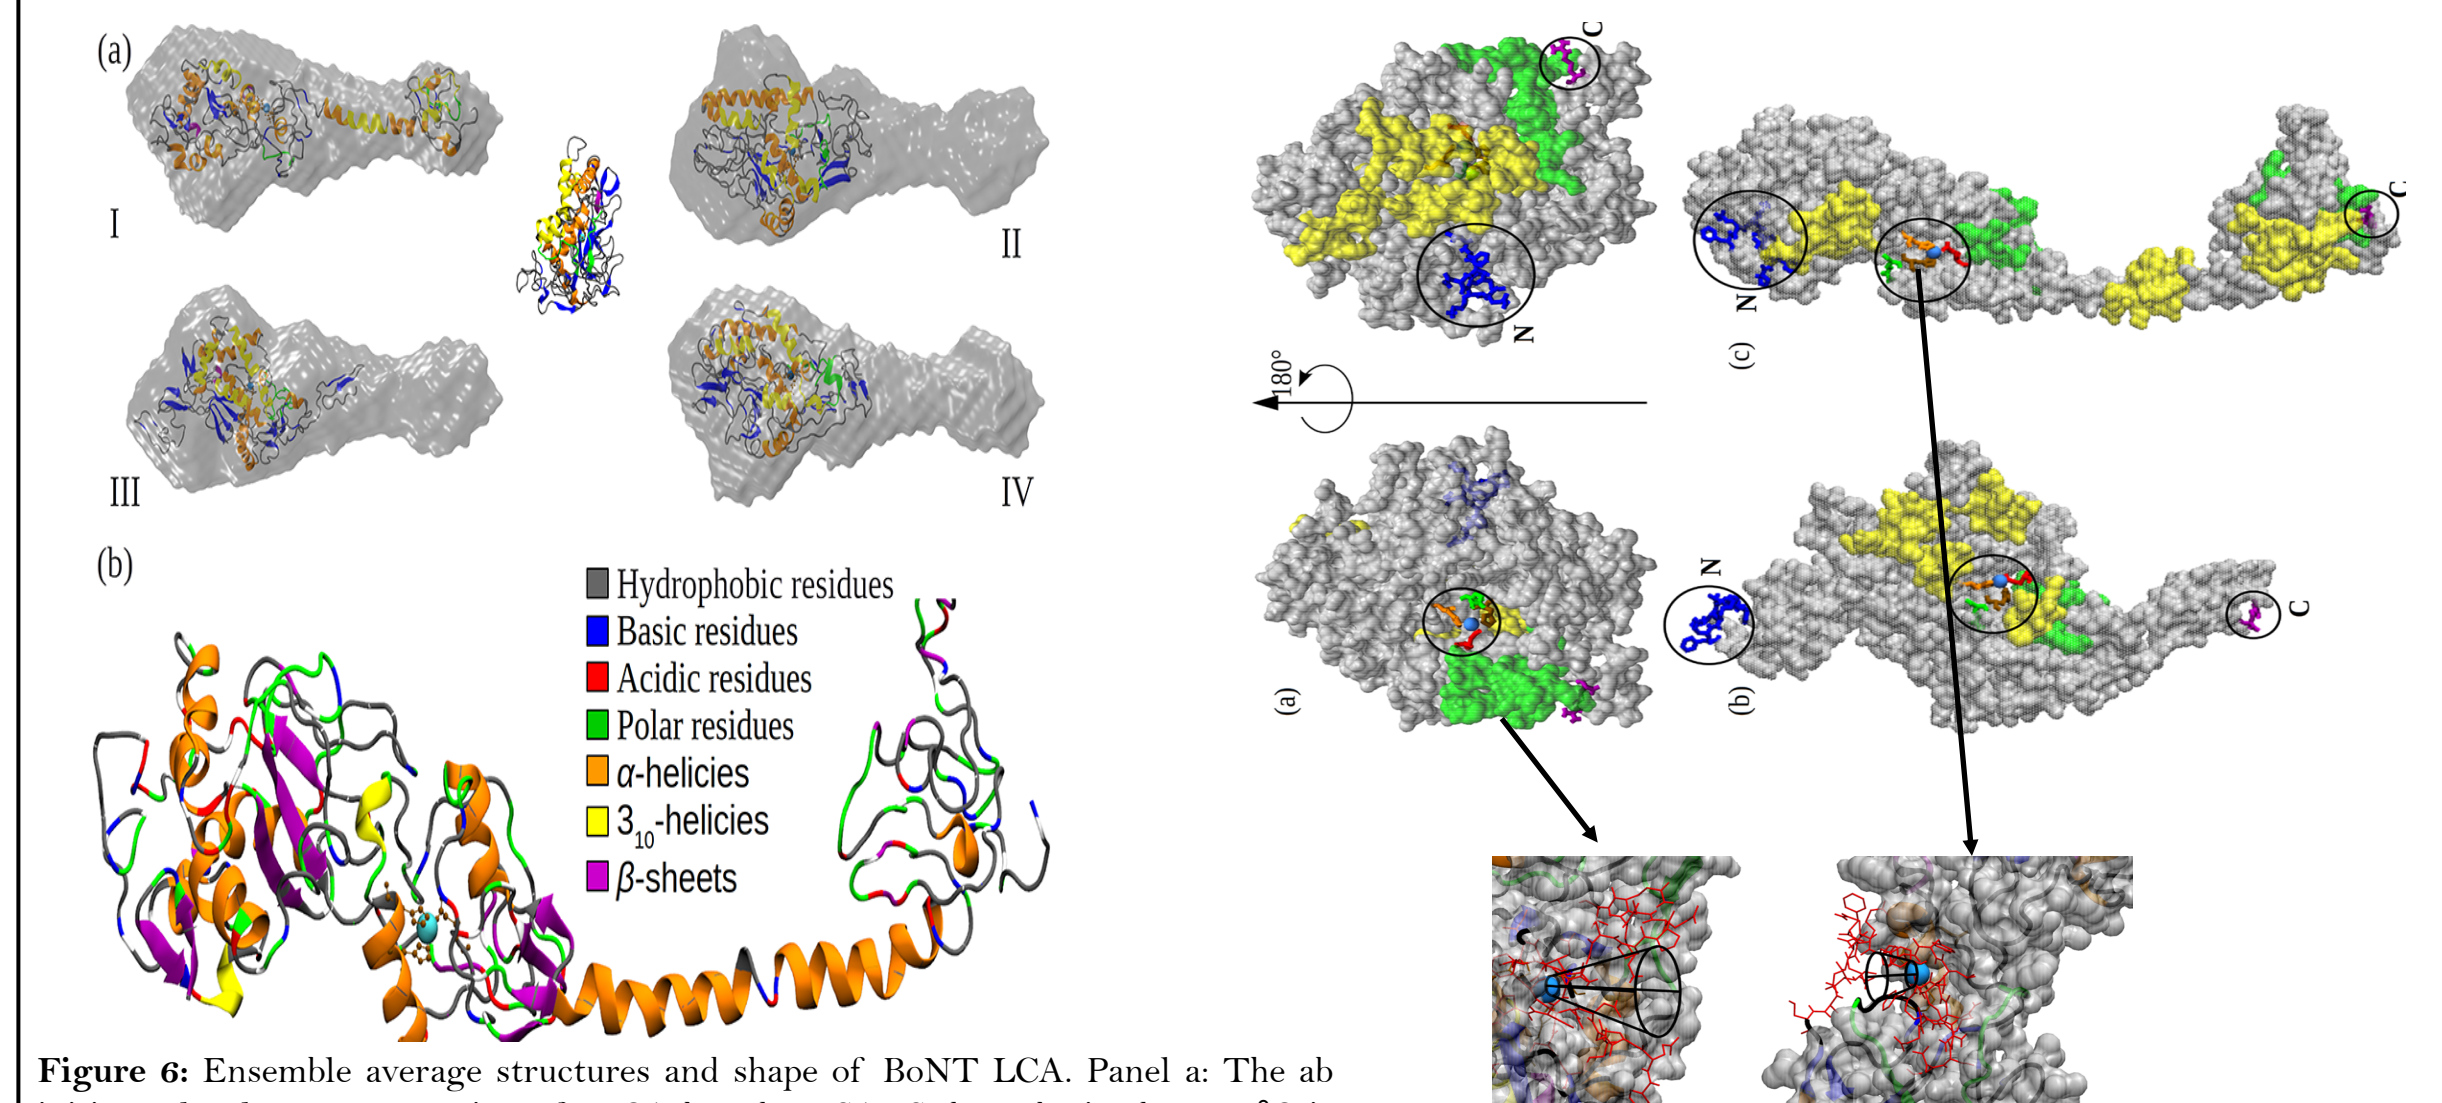 (a)
I
II
III
IV
(b)
Hydrophobic residues
Basic residues
Acidic residues
Polar residues
α-helicies
3₁₀-helicies
β-sheets
Figure 6: Ensemble average structures and shape of BoNT LCA. Panel a: The ab
C
N
180°
(a)
C
N
(c)
N
C
(b)